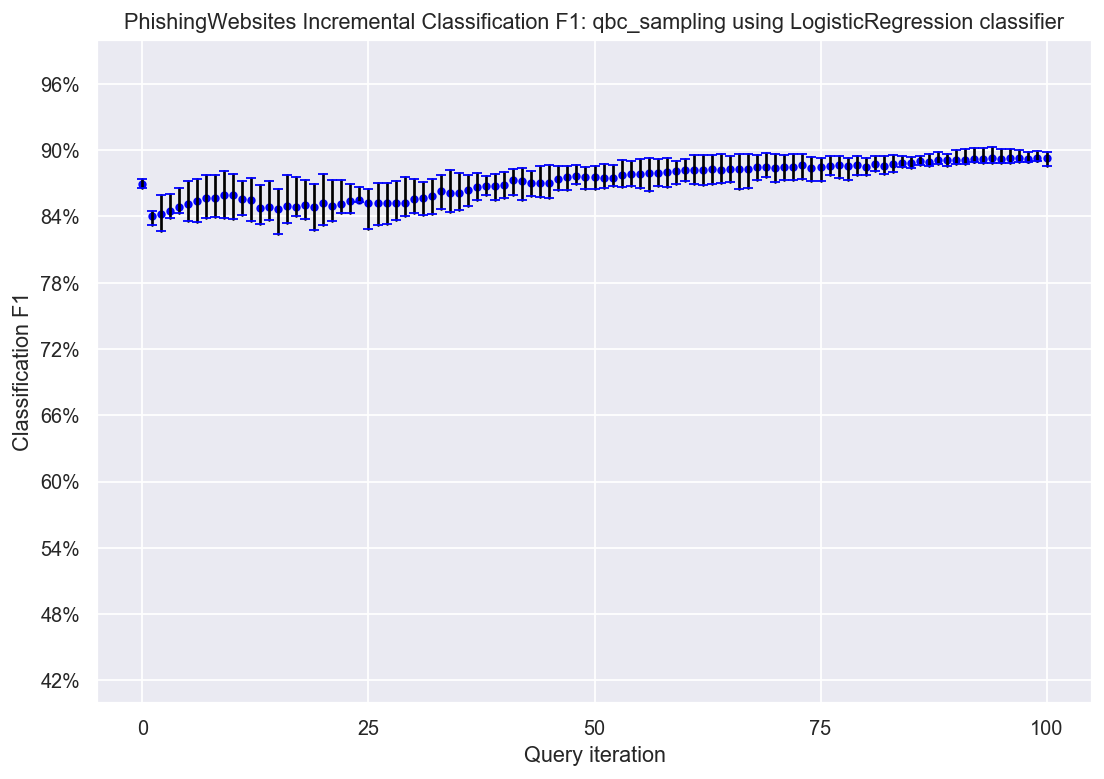 PhishingWebsites Incremental Classification F1: qbc_sampling using LogisticRegression classifier
96%
90%
84%
78%
72%
66%
60%
54%
48%
42%
Classification F1
0 25 50 75 100
Query iteration